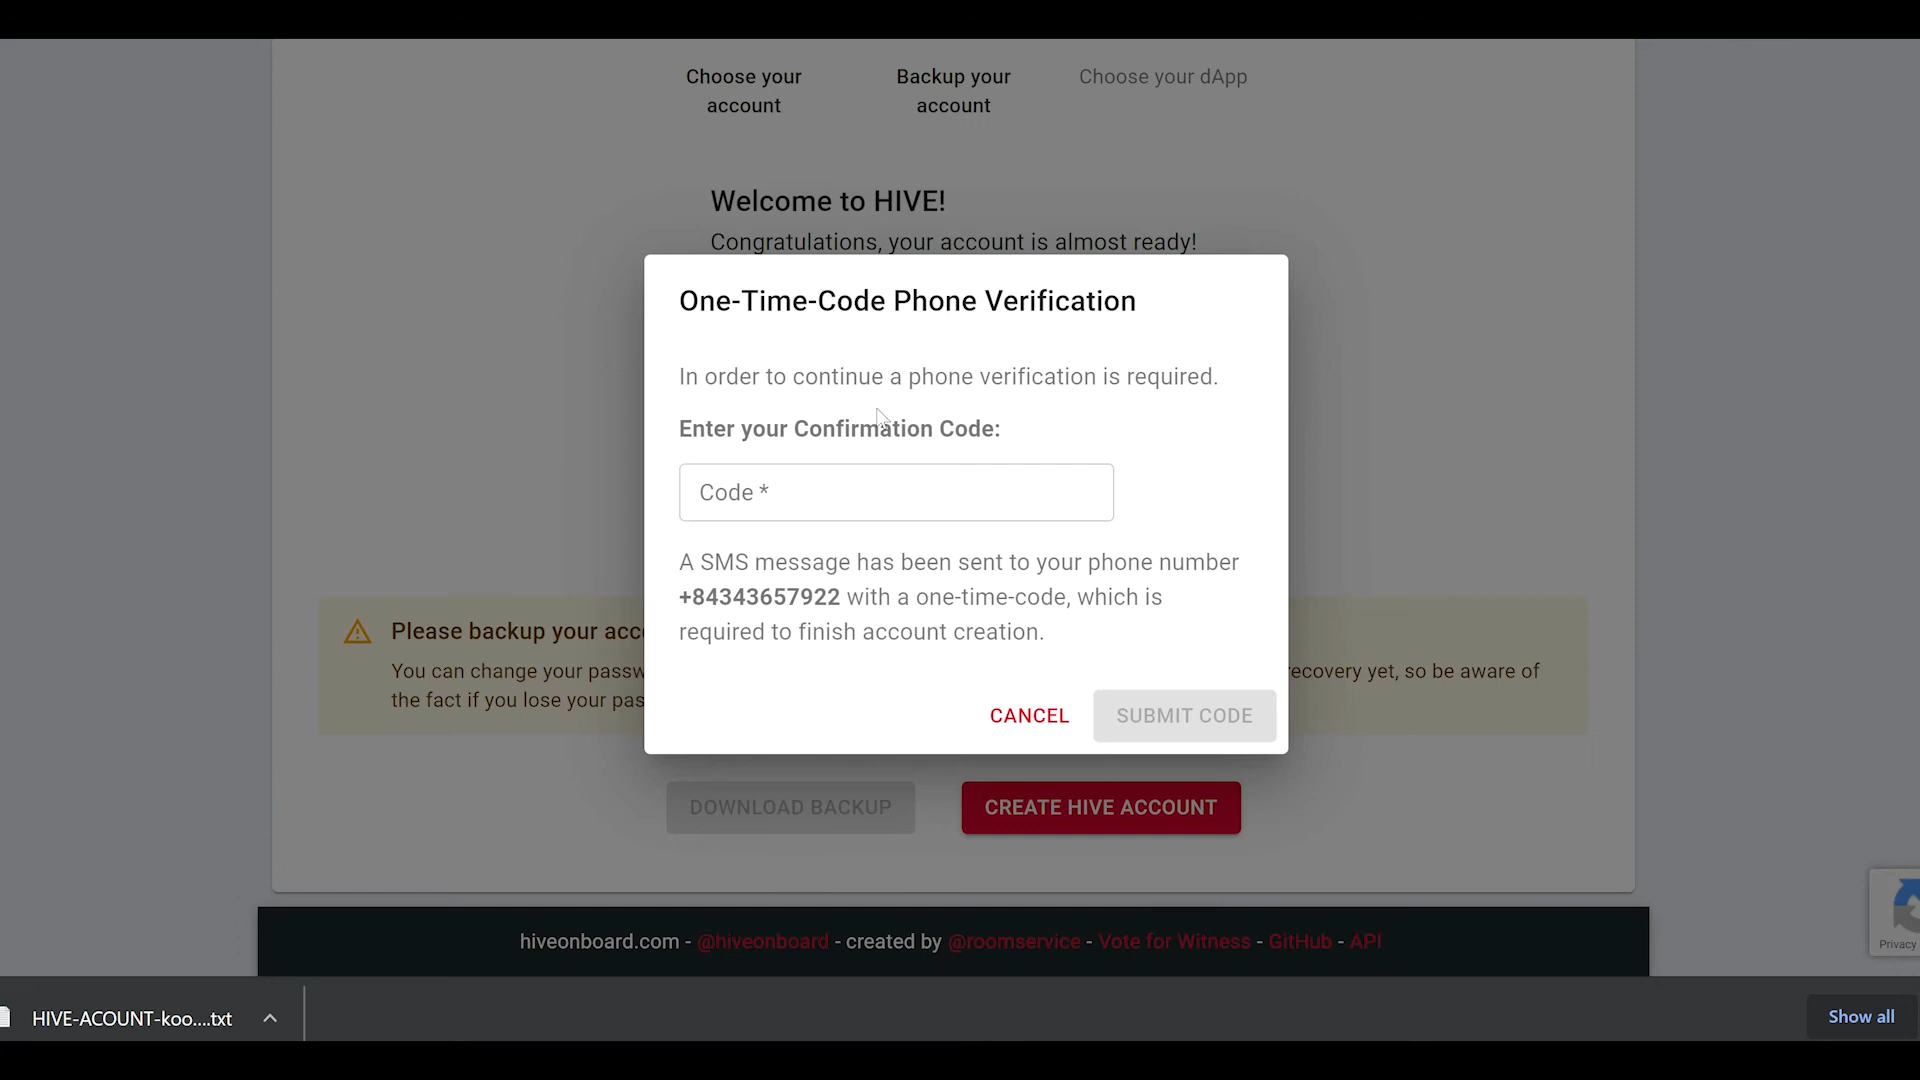 Choose your
account
Backup your
account
Choose your dApp
Welcome to HIVE!
Congratulations, your account is almost ready!
One-Time-Code Phone Verification
In order to continue a phone verification is required.
Enter your Confirmation Code:
Code *
A SMS message has been sent to your phone number
+84343657922 with a one-time-code, which is
required to finish account creation.
CANCEL
SUBMIT CODE
Please backup your acc
You can change your passw
recovery yet, so be aware of
the fact if you lose your pas
DOWNLOAD BACKUP
CREATE HIVE ACCOUNT
hiveonboard.com - @hiveonboard - created by @roomservice - Vote for Witness - GitHub - API
Privacy
HIVE-ACOUNT-koo....txt
Show all